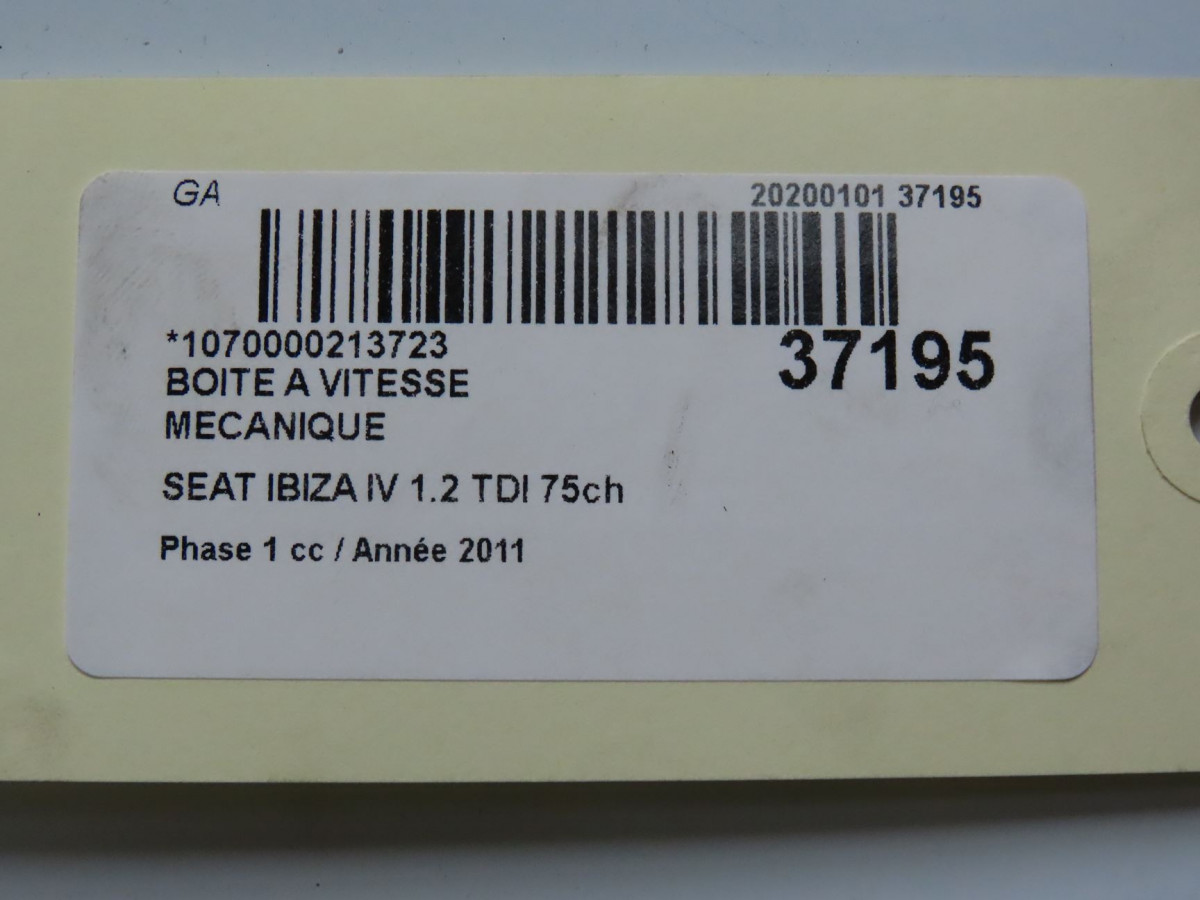 GA 20200101 37195
*1070000213723 37195
BOITE A VITESSE
MECANIQUE
SEAT IBIZA IV 1.2 TDI 75ch
Phase 1 cc / Année 2011